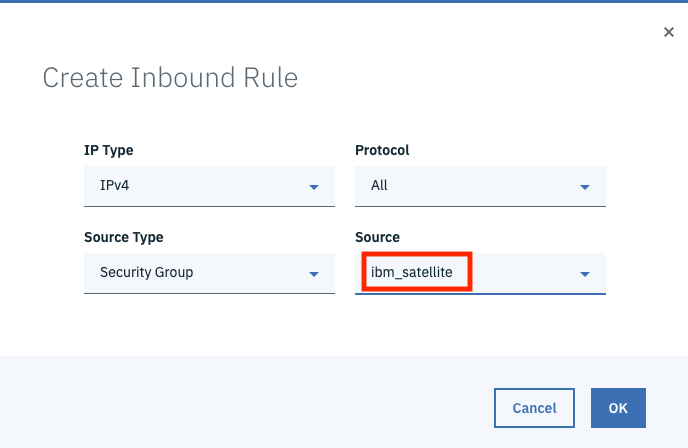 Create Inbound Rule
IP Type
Protocol
IPv4
All
Source Type
Source
Security Group
ibm_satellite
Cancel
OK